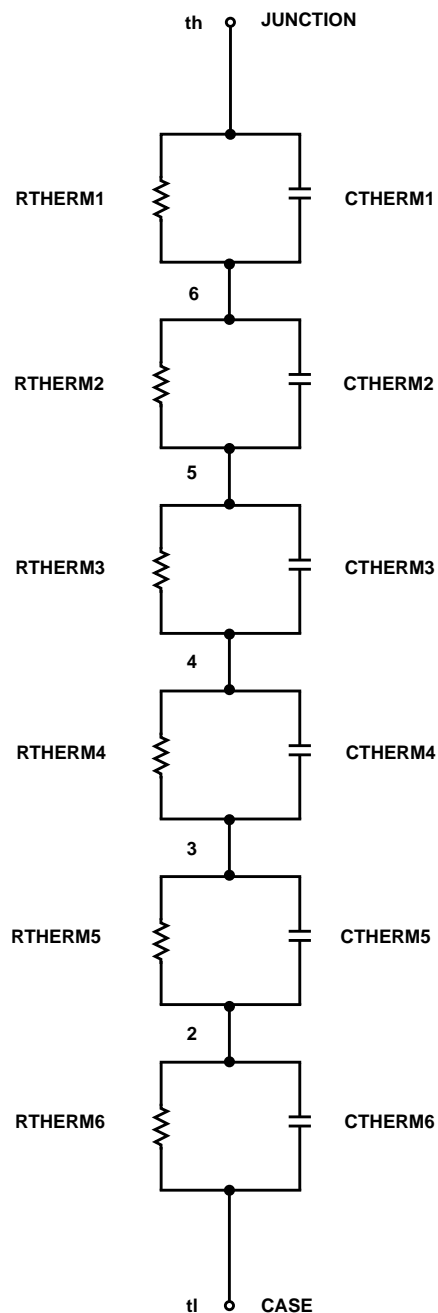 th JUNCTION
RTHERM1 CTHERM1
6
RTHERM2 CTHERM2
5
RTHERM3 CTHERM3
4
RTHERM4 CTHERM4
3
RTHERM5 CTHERM5
2
RTHERM6 CTHERM6
tl CASE